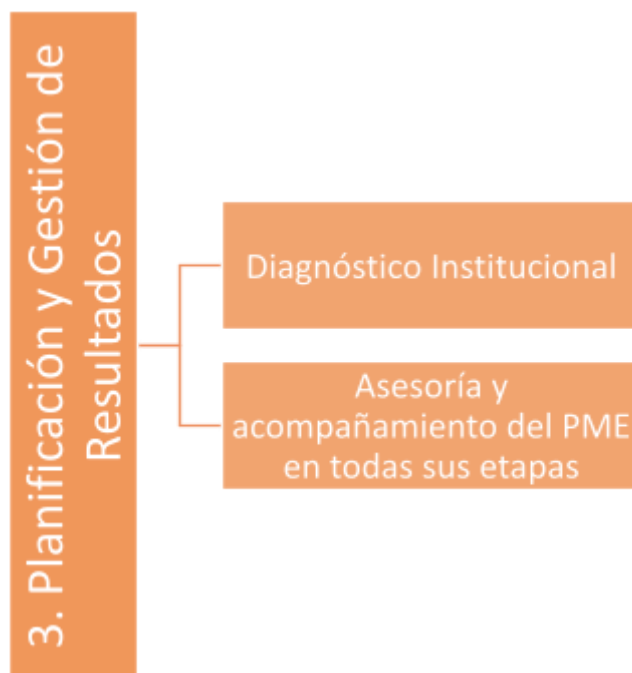 3. Planificación y Gestión de
Resultados
Diagnóstico Institucional
Asesoría y
acompañamiento del PME
en todas sus etapas